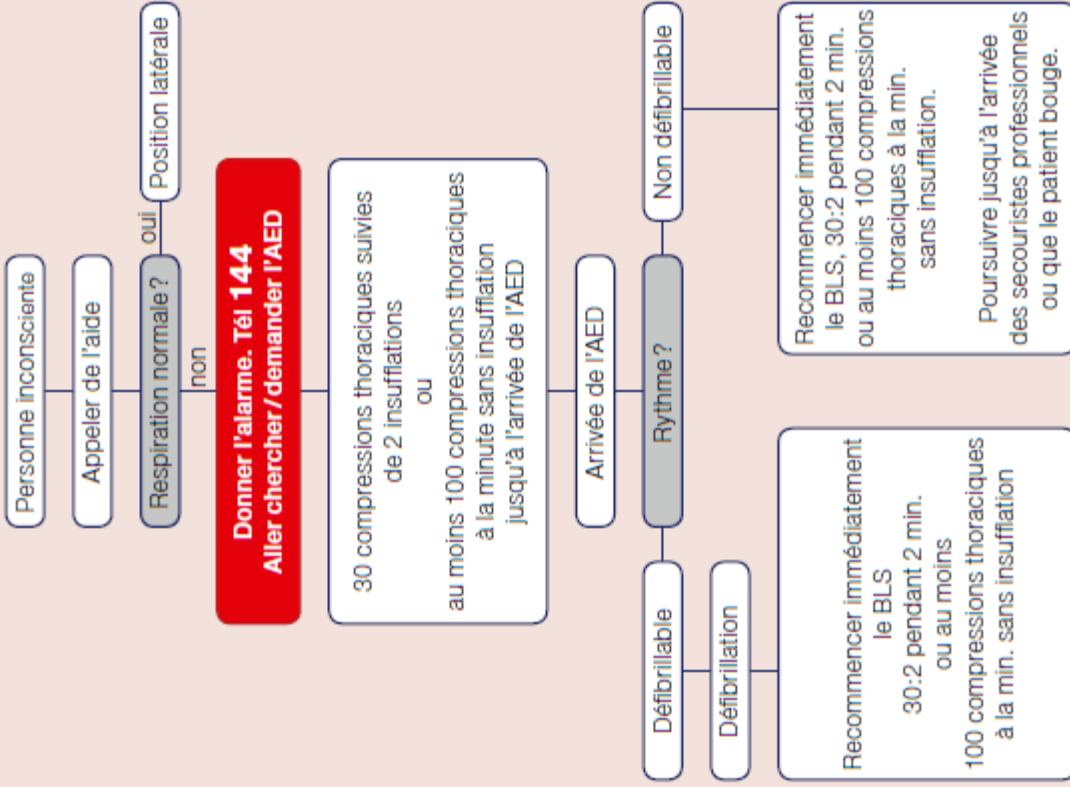 Personne inconsciente
Appeler de l'aide
Respiration normale?
oui
Position latérale
non
Donner l'alarme. Tél 144
Aller chercher/demander l'AED
30 compressions thoraciques suivies
de 2 insufflations
ou
au moins 100 compressions thoraciques
à la minute sans insufflation
jusqu'à l'arrivée de l'AED
Arrivée de l'AED
Rythme?
Défibrillable
Défibrillation
Recommencer immédiatement
le BLS
30:2 pendant 2 min.
ou au moins
100 compressions thoraciques
à la min. sans insufflation
Non défibrillable
Recommencer immédiatement
le BLS, 30:2 pendant 2 min.
ou au moins 100 compressions
thoraciques à la min.
sans insufflation.
Poursuivre jusqu'à l'arrivée
des secouristes professionnels
ou que le patient bouge.